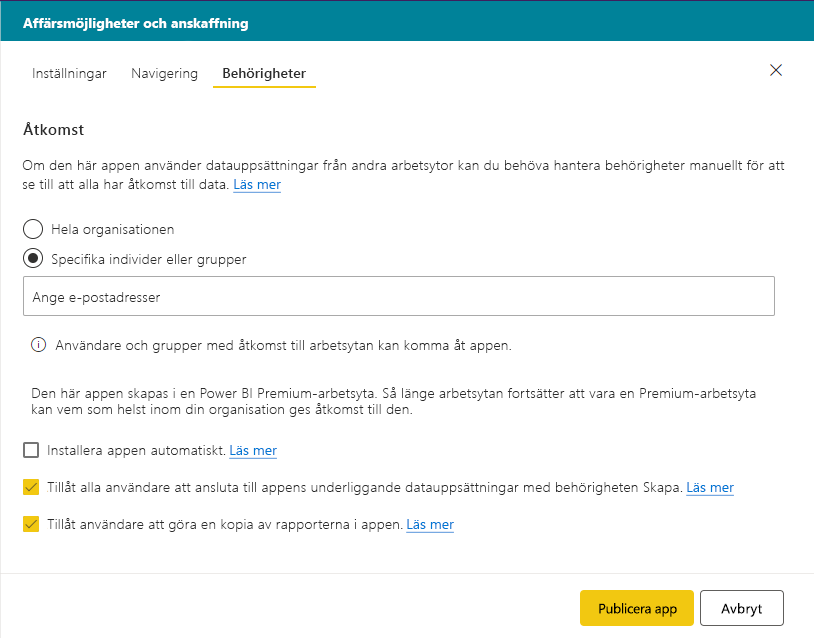 Affärsmöjligheter och anskaffning
Inställningar Navigering Behörigheter
Åtkomst
Om den här appen använder datauppsättningar från andra arbetsytor kan du behöva hantera behörigheter manuellt för att
se till att alla har åtkomst till data. Läs mer
Hela organisationen
Specifika individer eller grupper
Ange e-postadresser
Användare och grupper med åtkomst till arbetsytan kan komma åt appen.
Den här appen skapas i en Power BI Premium-arbetsyta. Så länge arbetsytan fortsätter att vara en Premium-arbetsyta
kan vem som helst inom din organisation ges åtkomst till den.
Installera appen automatiskt. Läs mer
Tillåt alla användare att ansluta till appens underliggande datauppsättningar med behörigheten Skapa. Läs mer
Tillåt användare att göra en kopia av rapporterna i appen. Läs mer
Publicera app Avbryt